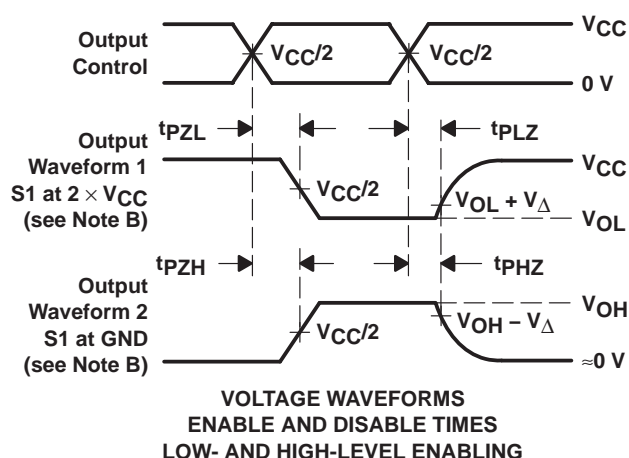 Output
Control
VCC/2
VCC/2
VCC
0 V
tPZL
tPLZ
Output
Waveform 1
S1 at 2 × VCC
(see Note B)
VCC/2
VOL + VΔ
VCC
VOL
tPZH
tPHZ
Output
Waveform 2
S1 at GND
(see Note B)
VCC/2
VOH − VΔ
VOH
≈0 V
VOLTAGE WAVEFORMS
ENABLE AND DISABLE TIMES
LOW- AND HIGH-LEVEL ENABLING